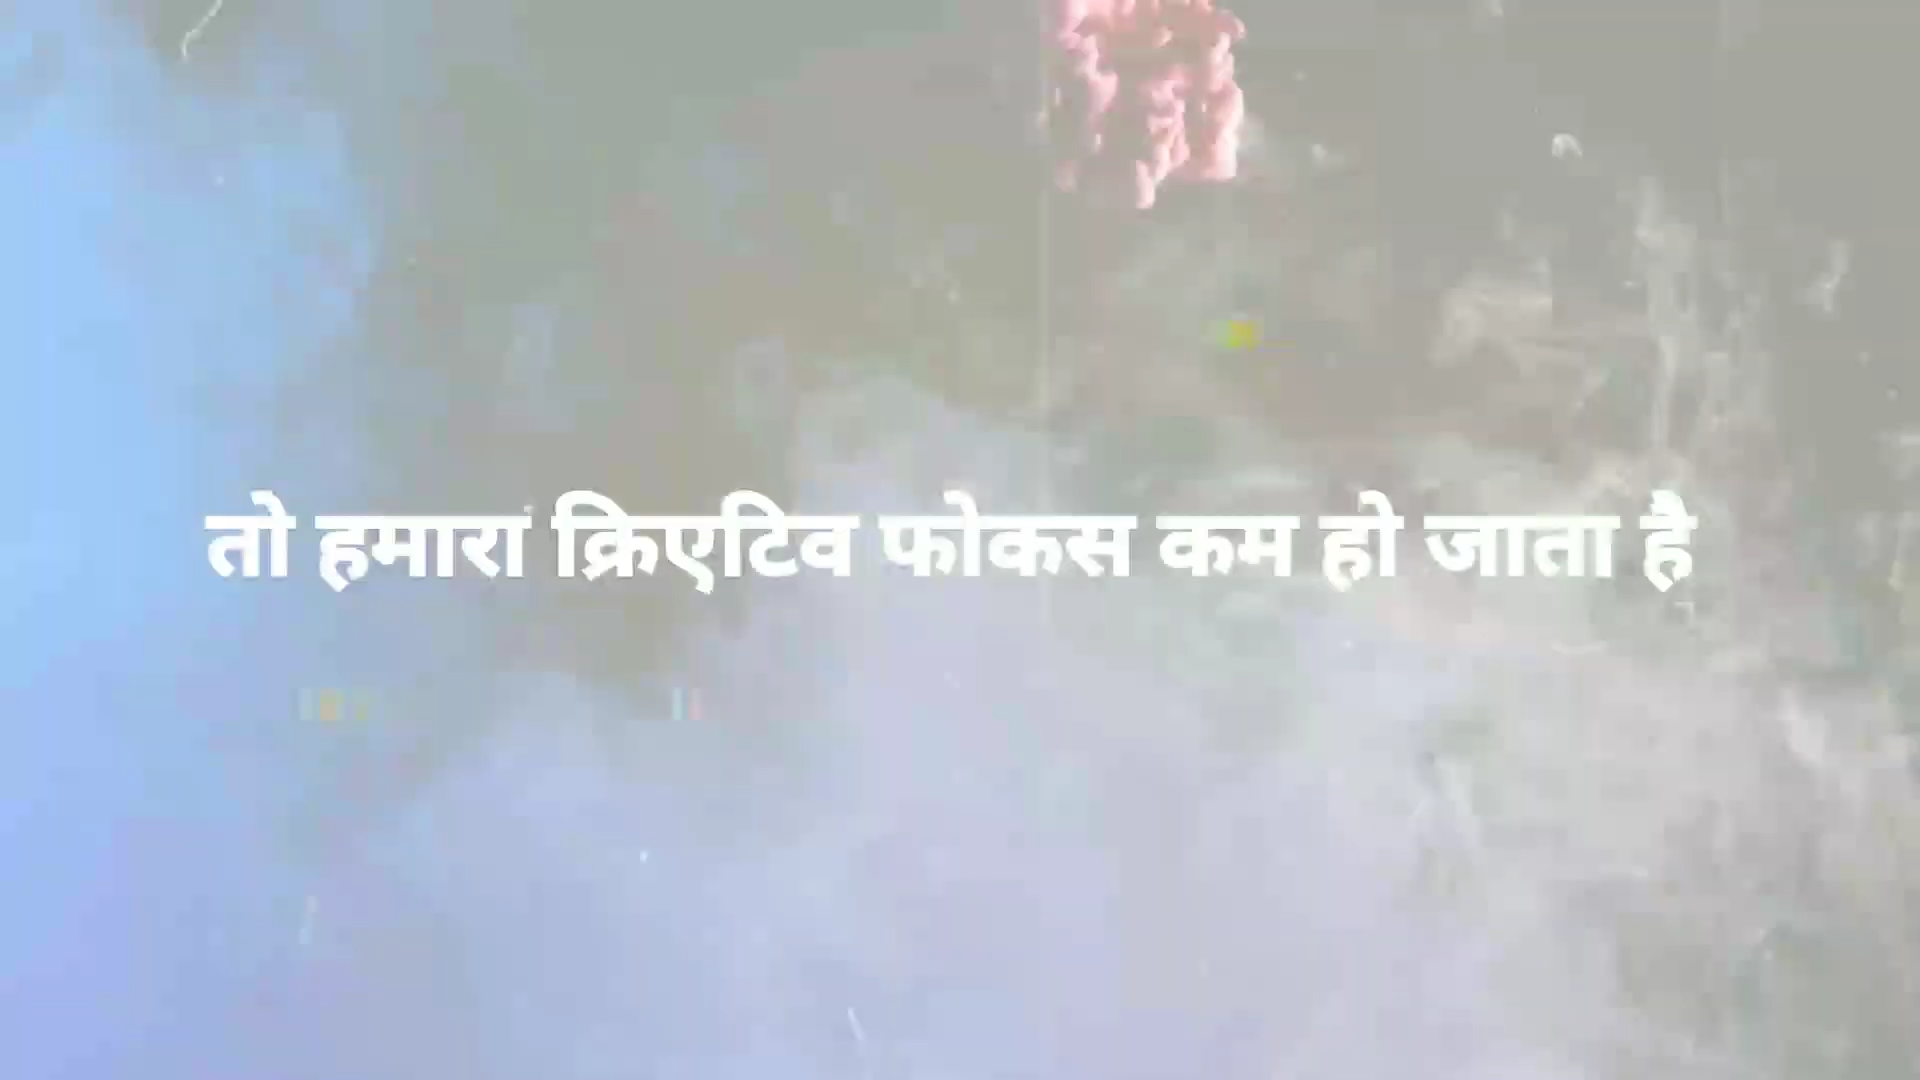 तो हमारा क्रिएटिव फोकस कम हो जाता है